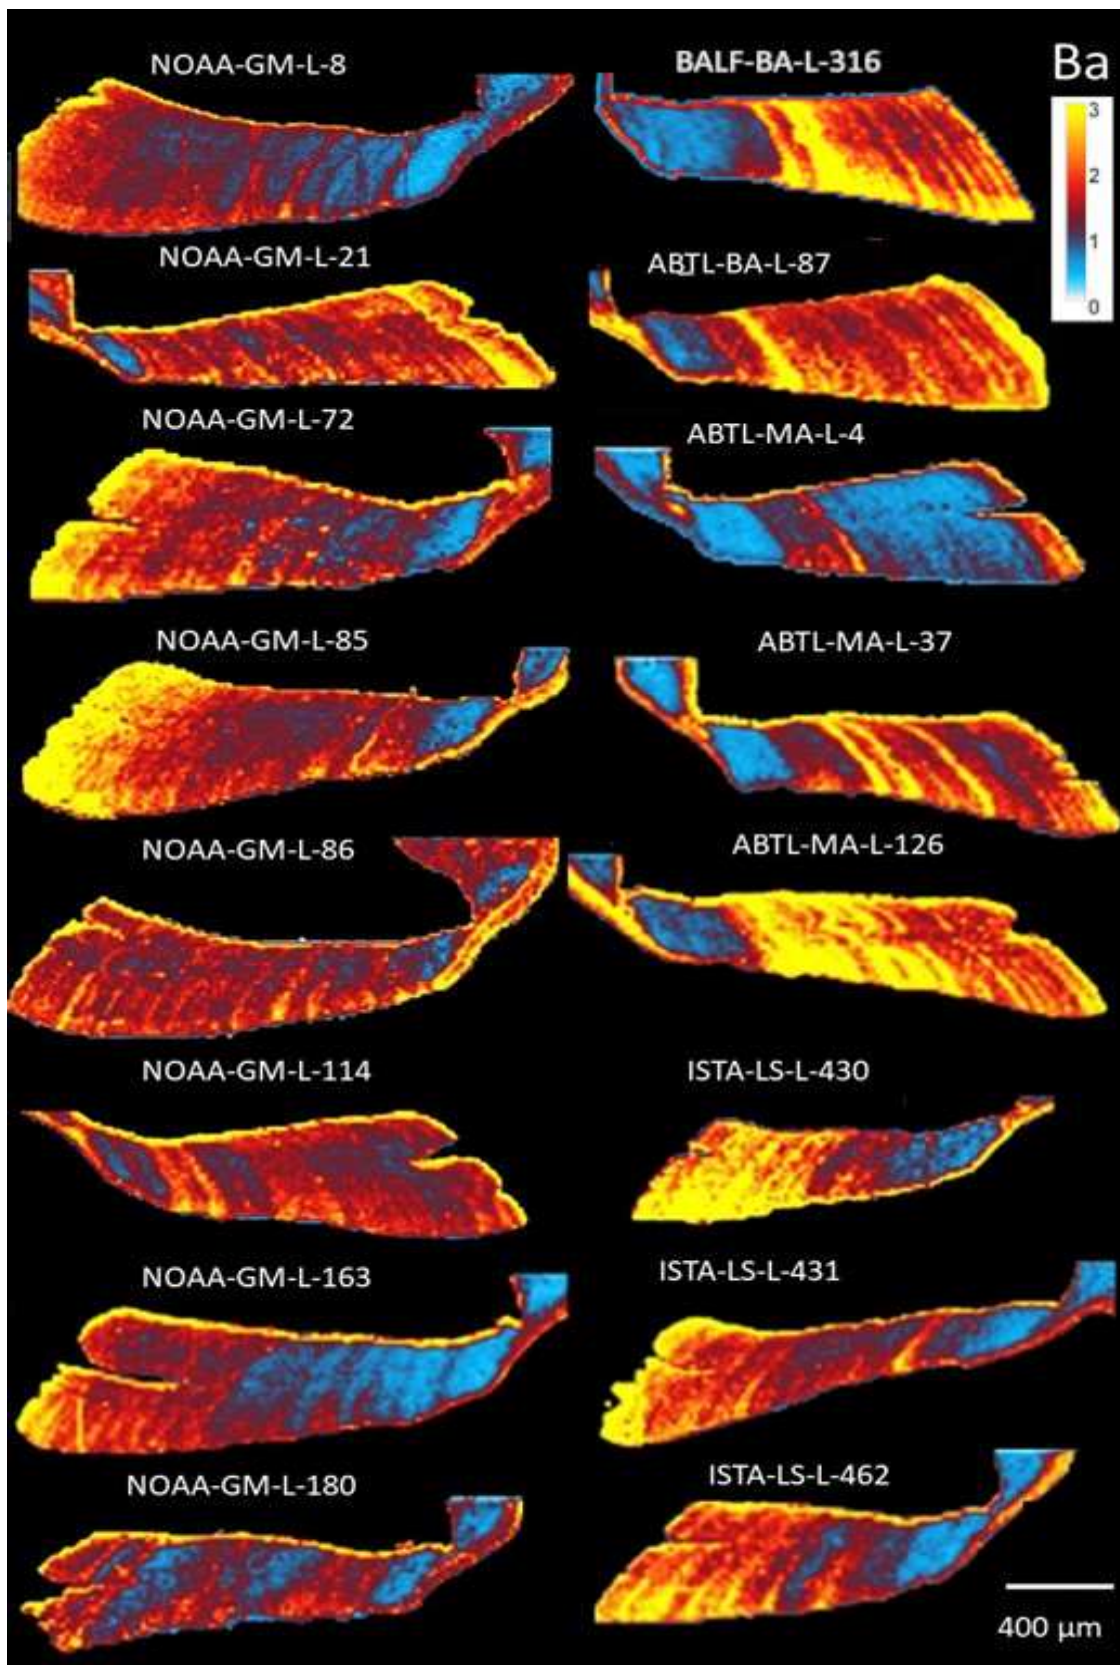 NOAA-GM-L-8
BALF-BA-L-316
Ba
3
2
1
0
NOAA-GM-L-21
ABTL-BA-L-87
NOAA-GM-L-72
ABTL-MA-L-4
NOAA-GM-L-85
ABTL-MA-L-37
NOAA-GM-L-86
ABTL-MA-L-126
NOAA-GM-L-114
ISTA-LS-L-430
NOAA-GM-L-163
ISTA-LS-L-431
NOAA-GM-L-180
ISTA-LS-L-462
400 µm